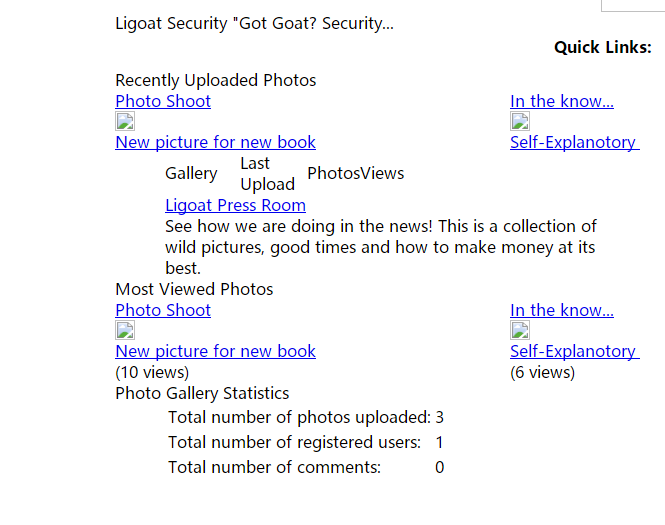 Ligoat Security "Got Goat? Security...
Quick Links:
Recently Uploaded Photos
Photo Shoot In the know...
New picture for new book Self-Explanotory
Gallery Last Upload PhotosViews
Ligoat Press Room
See how we are doing in the news! This is a collection of
wild pictures, good times and how to make money at its
best.
Most Viewed Photos
Photo Shoot In the know...
New picture for new book Self-Explanotory
(10 views) (6 views)
Photo Gallery Statistics
Total number of photos uploaded: 3
Total number of registered users: 1
Total number of comments: 0